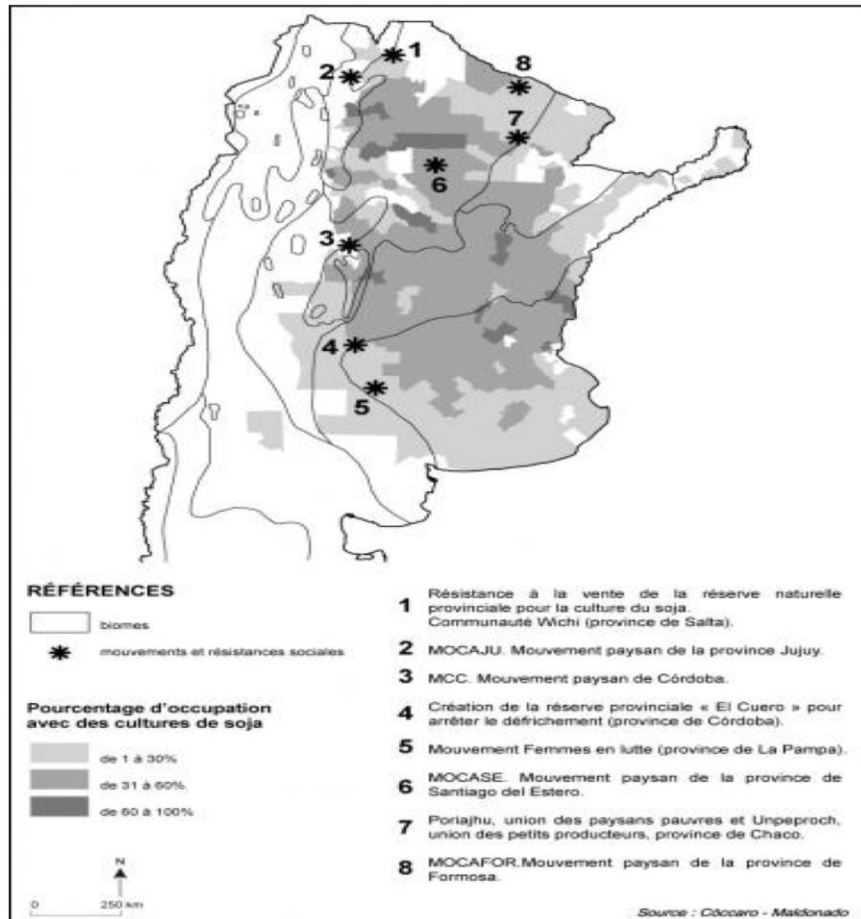 1
2
8
7
6
3
4
5
RÉFÉRENCES
biomes
mouvements et résistances sociales
Pourcentage d'occupation
avec des cultures de soja
de 1 à 30%
de 31 à 60%
de 60 à 100%
N
0 250 km
1 Résistance à la vente de la réserve naturelle
provinciale pour la culture du soja.
Communauté Wichi (province de Salta).
2 MOCAJU. Mouvement paysan de la province Jujuy.
3 MCC. Mouvement paysan de Córdoba.
4 Création de la réserve provinciale « El Cuero » pour
arrêter le défrichement (province de Córdoba).
5 Mouvement Femmes en lutte (province de La Pampa).
6 MOCASE. Mouvement paysan de la province de
Santiago del Estero.
7 Poriajhu, union des paysans pauvres et Unpeproch,
union des petits producteurs, province de Chaco.
8 MOCAFOR.Mouvement paysan de la province de
Formosa.
Source : Cóccaro - Maldonado